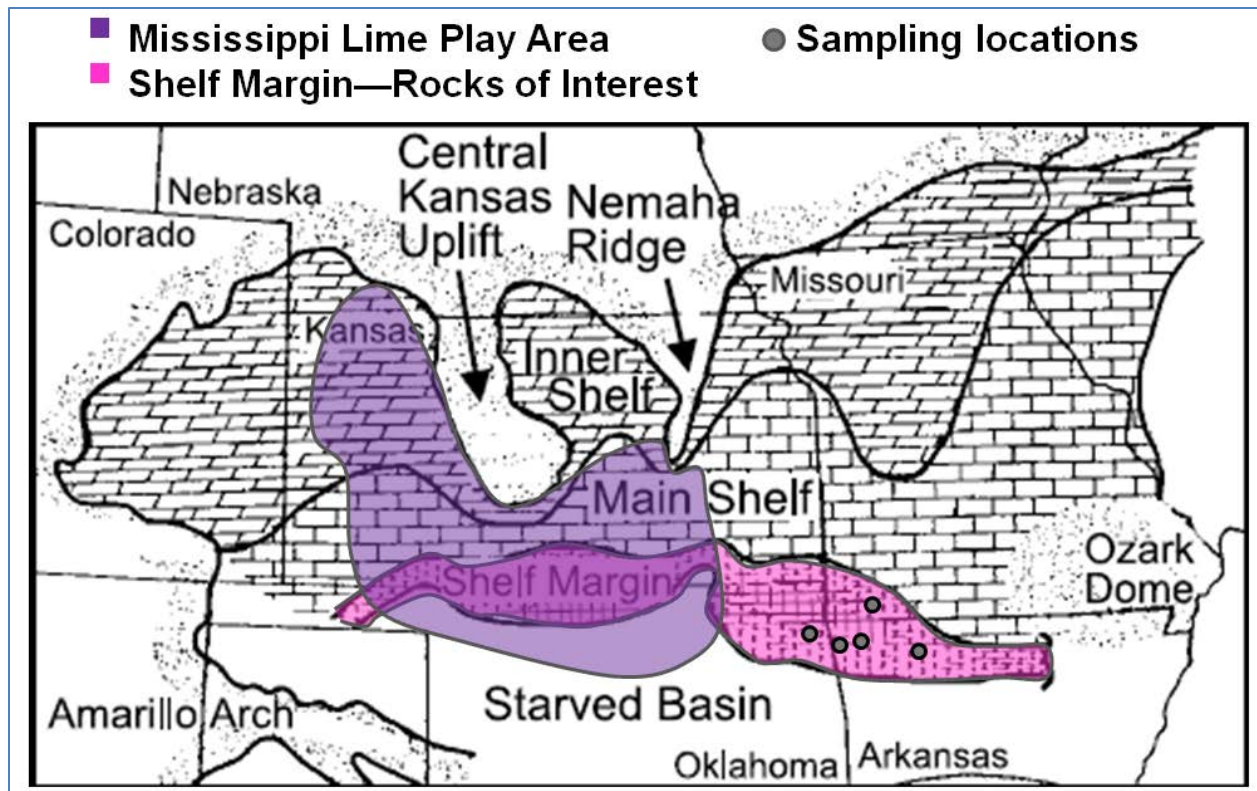 Mississippi Lime Play Area
Sampling locations
Shelf Margin—Rocks of Interest
Central
Kansas
Uplift
Nemaha
Ridge
Nebraska
Colorado
Missouri
Kansas
Inner
Shelf
Main Shelf
Ozark
Dome
Shelf Margin
Starved Basin
Amarillo Arch
Oklahoma
Arkansas